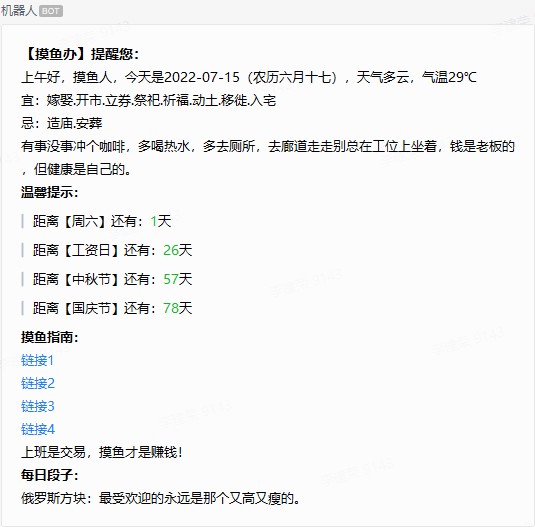 机器人 BOT
【摸鱼办】提醒您：
上午好，摸鱼人，今天是2022-07-15（农历六月十七），天气多云，气温29℃
宜：嫁娶.开市.立券.祭祀.祈福.动土.移徙.入宅
忌：造庙.安葬
有事没事冲个咖啡，多喝热水，多去厕所，去廊道走走别总在工位上坐着，钱是老板的
，但健康是自己的。
温馨提示：
距离【周六】还有：1天
距离【工资日】还有：26天
距离【中秋节】还有：57天
距离【国庆节】还有：78天
摸鱼指南：
链接1
链接2
链接3
链接4
上班是交易，摸鱼才是赚钱！
每日段子：
俄罗斯方块：最受欢迎的永远是那个又高又瘦的。